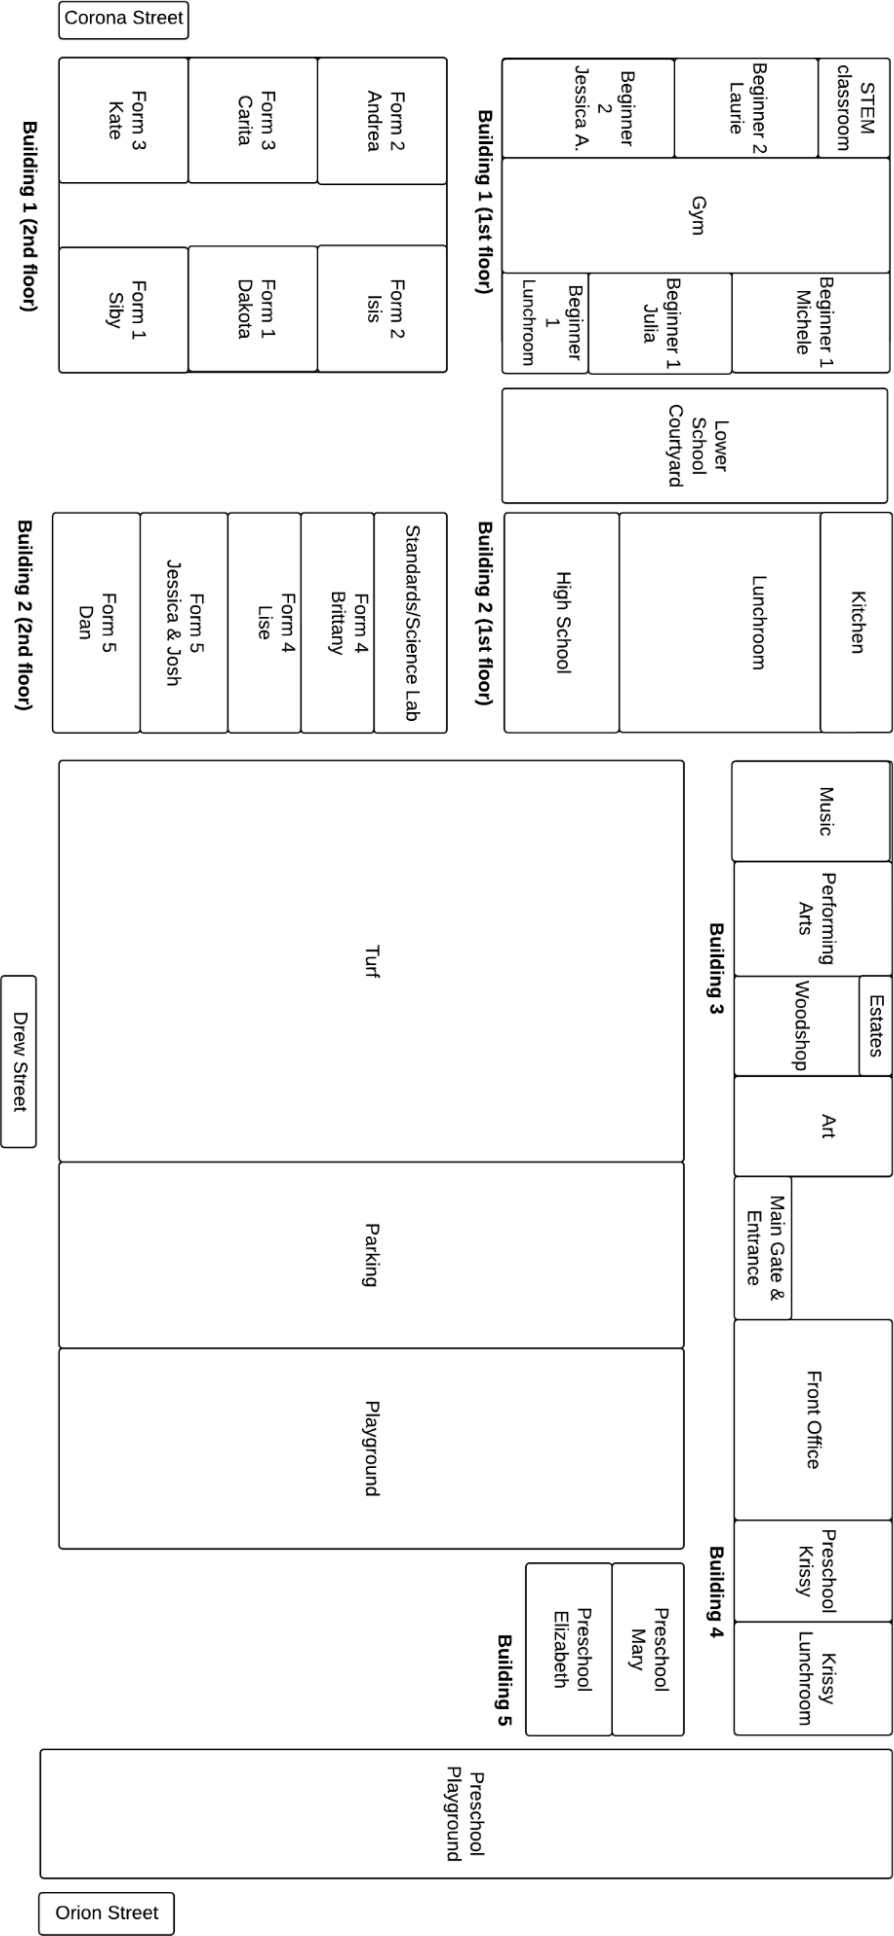 Corona Street
Form 3
Kate
Form 3
Carita
Form 2
Andrea
Building 1 (2nd floor)
Form 1
Siby
Form 1
Dakota
Form 2
Isis
Beginner
2
Jessica A.
Beginner 2
Laurie
STEM
classroom
Building 1 (1st floor)
Gym
Beginner
1
Lunchroom
Beginner 1
Julia
Beginner 1
Michele
Lower
School
Courtyard
Building 2 (2nd floor)
Form 5
Dan
Form 5
Jessica & Josh
Form 4
Lise
Form 4
Brittany
Standards/Science Lab
Building 2 (1st floor)
High School
Lunchroom
Kitchen
Turf
Drew Street
Parking
Playground
Building 3
Music
Performing
Arts
Woodshop
Estates
Art
Main Gate &
Entrance
Front Office
Building 4
Preschool
Krissy
Krissy
Lunchroom
Building 5
Preschool
Elizabeth
Preschool
Mary
Preschool
Playground
Orion Street